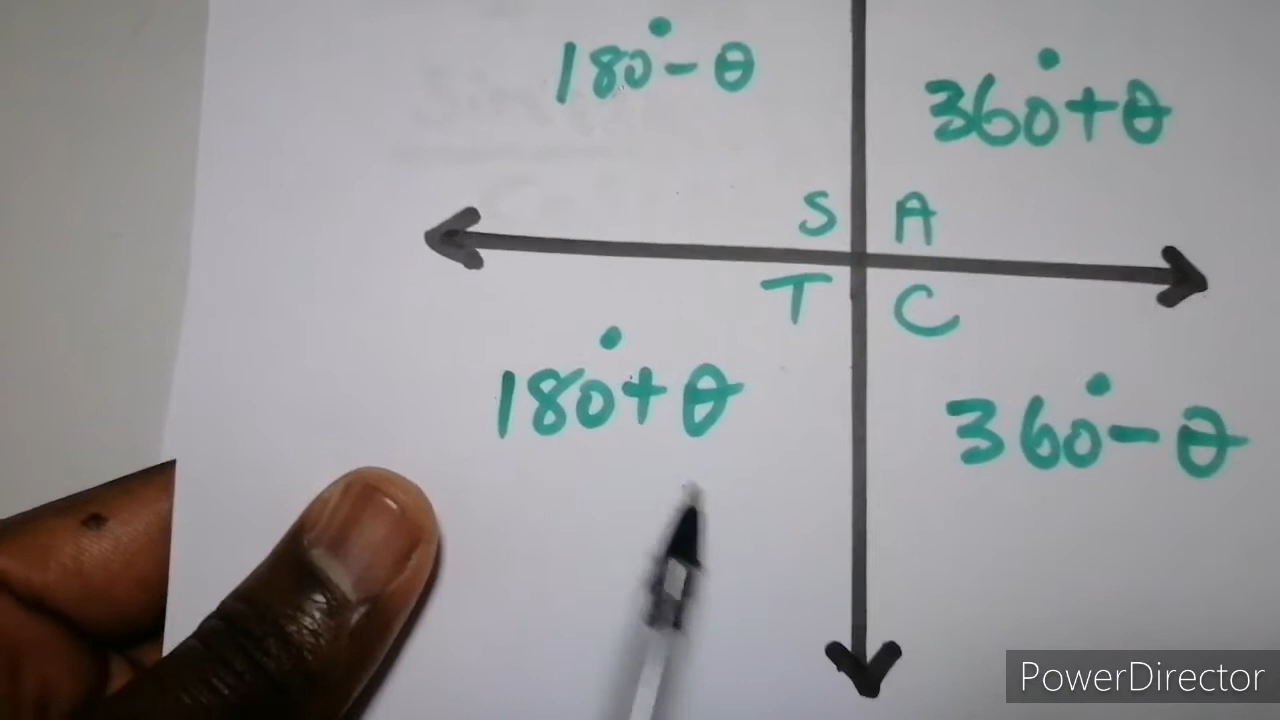 180°- θ
360°+θ
S A
T C
180°+ θ
360°- θ
PowerDirector